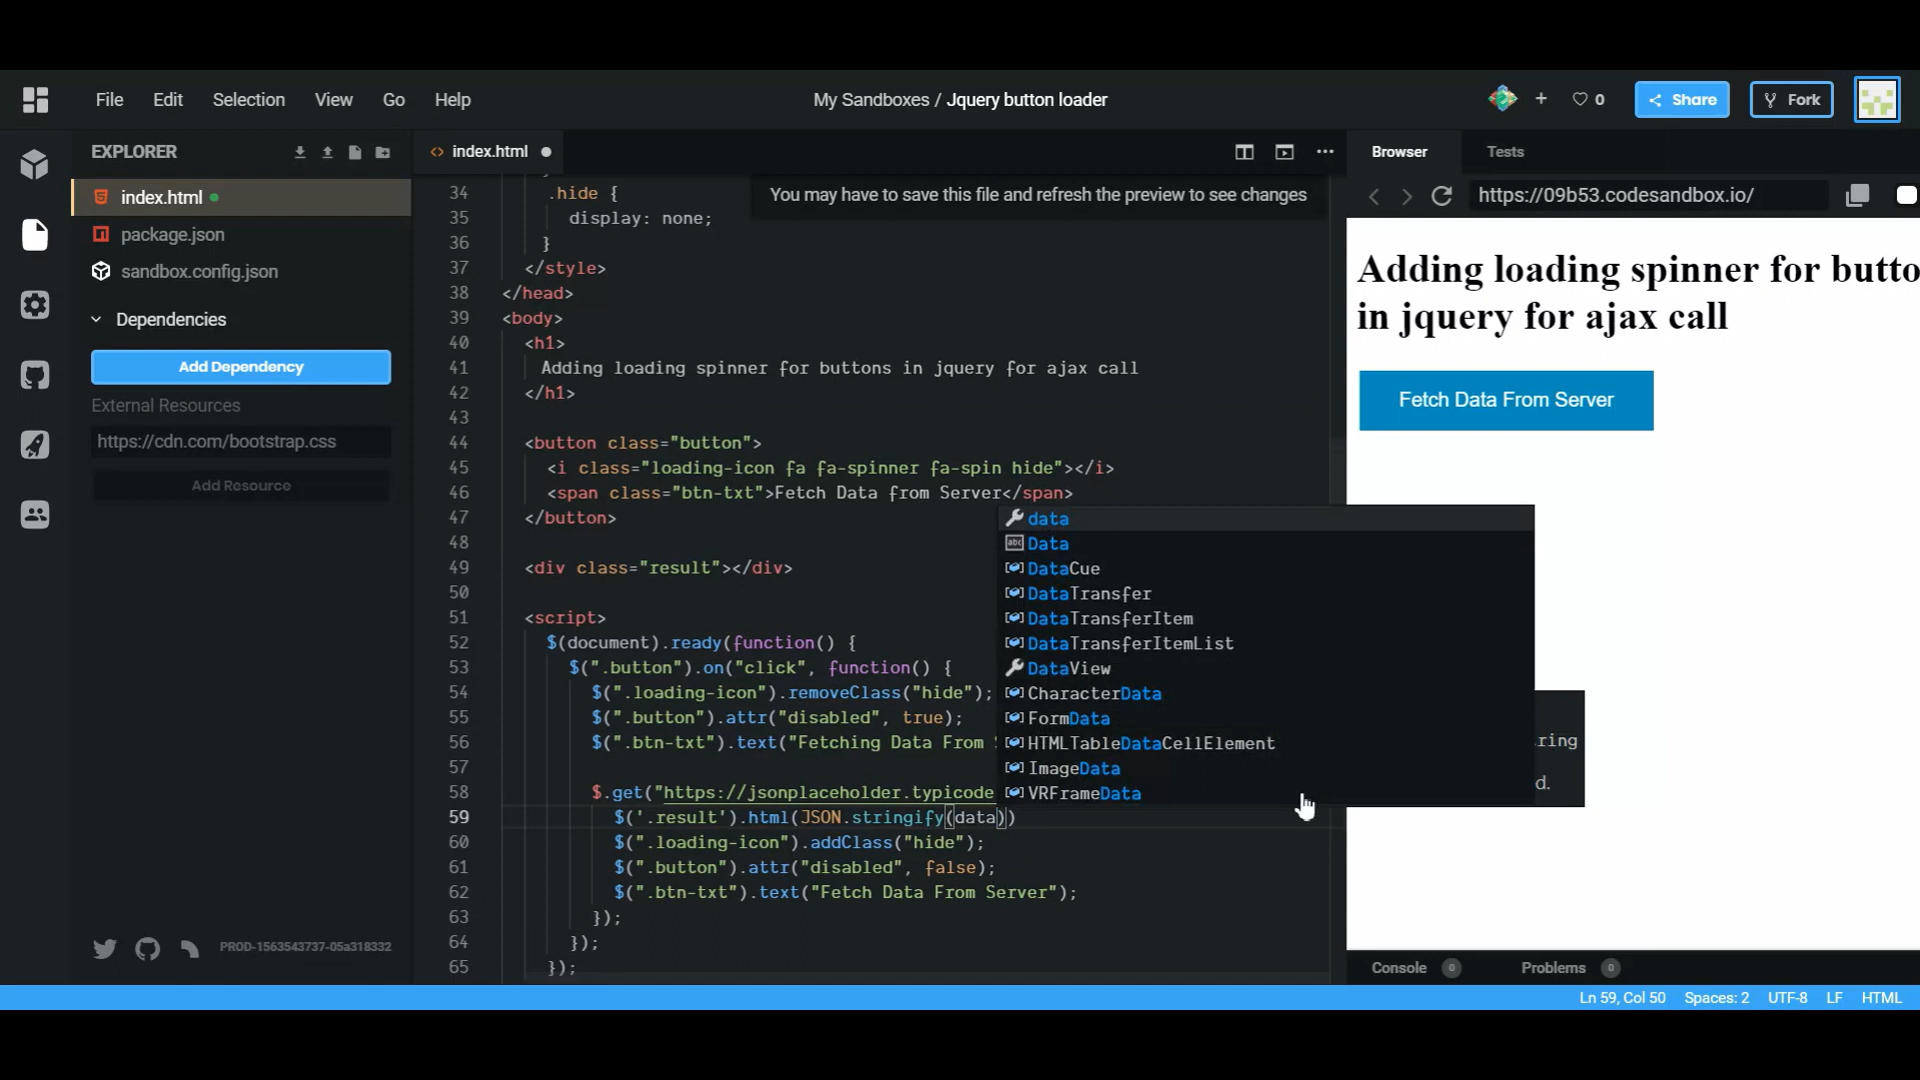 File Edit Selection View Go Help
My Sandboxes / Jquery button loader
0 Share Fork
EXPLORER
index.html
package.json
sandbox.config.json
Dependencies
Add Dependency
External Resources
https://cdn.com/bootstrap.css
Add Resource
PROD-1563543737-05a318332
<> index.html
You may have to save this file and refresh the preview to see changes
34 .hide {
35 display: none;
36 }
37 </style>
38 </head>
39 <body>
40 <h1>
41 Adding loading spinner for buttons in jquery for ajax call
42 </h1>
43
44 <button class="button">
45 <i class="loading-icon fa fa-spinner fa-spin hide"></i>
46 <span class="btn-txt">Fetch Data from Server</span>
47 </button>
48
49 <div class="result"></div>
50
51 <script>
52 $(document).ready(function() {
53 $(".button").on("click", function() {
54 $(".loading-icon").removeClass("hide");
55 $(".button").attr("disabled", true);
56 $(".btn-txt").text("Fetching Data From
57
58 $.get("https://jsonplaceholder.typicode
59 $('.result').html(JSON.stringify(data))
60 $(".loading-icon").addClass("hide");
61 $(".button").attr("disabled", false);
62 $(".btn-txt").text("Fetch Data From Server");
63 });
64 });
65 });
data
abc Data
DataCue
DataTransfer
DataTransferItem
DataTransferItemList
DataView
CharacterData
FormData
HTMLTableDataCellElement
ImageData
VRFrameData
ring
d.
Browser Tests
https://09b53.codesandbox.io/
Adding loading spinner for butto
in jquery for ajax call
Fetch Data From Server
Console 0 Problems 0
Ln 59, Col 50 Spaces: 2 UTF-8 LF HTML